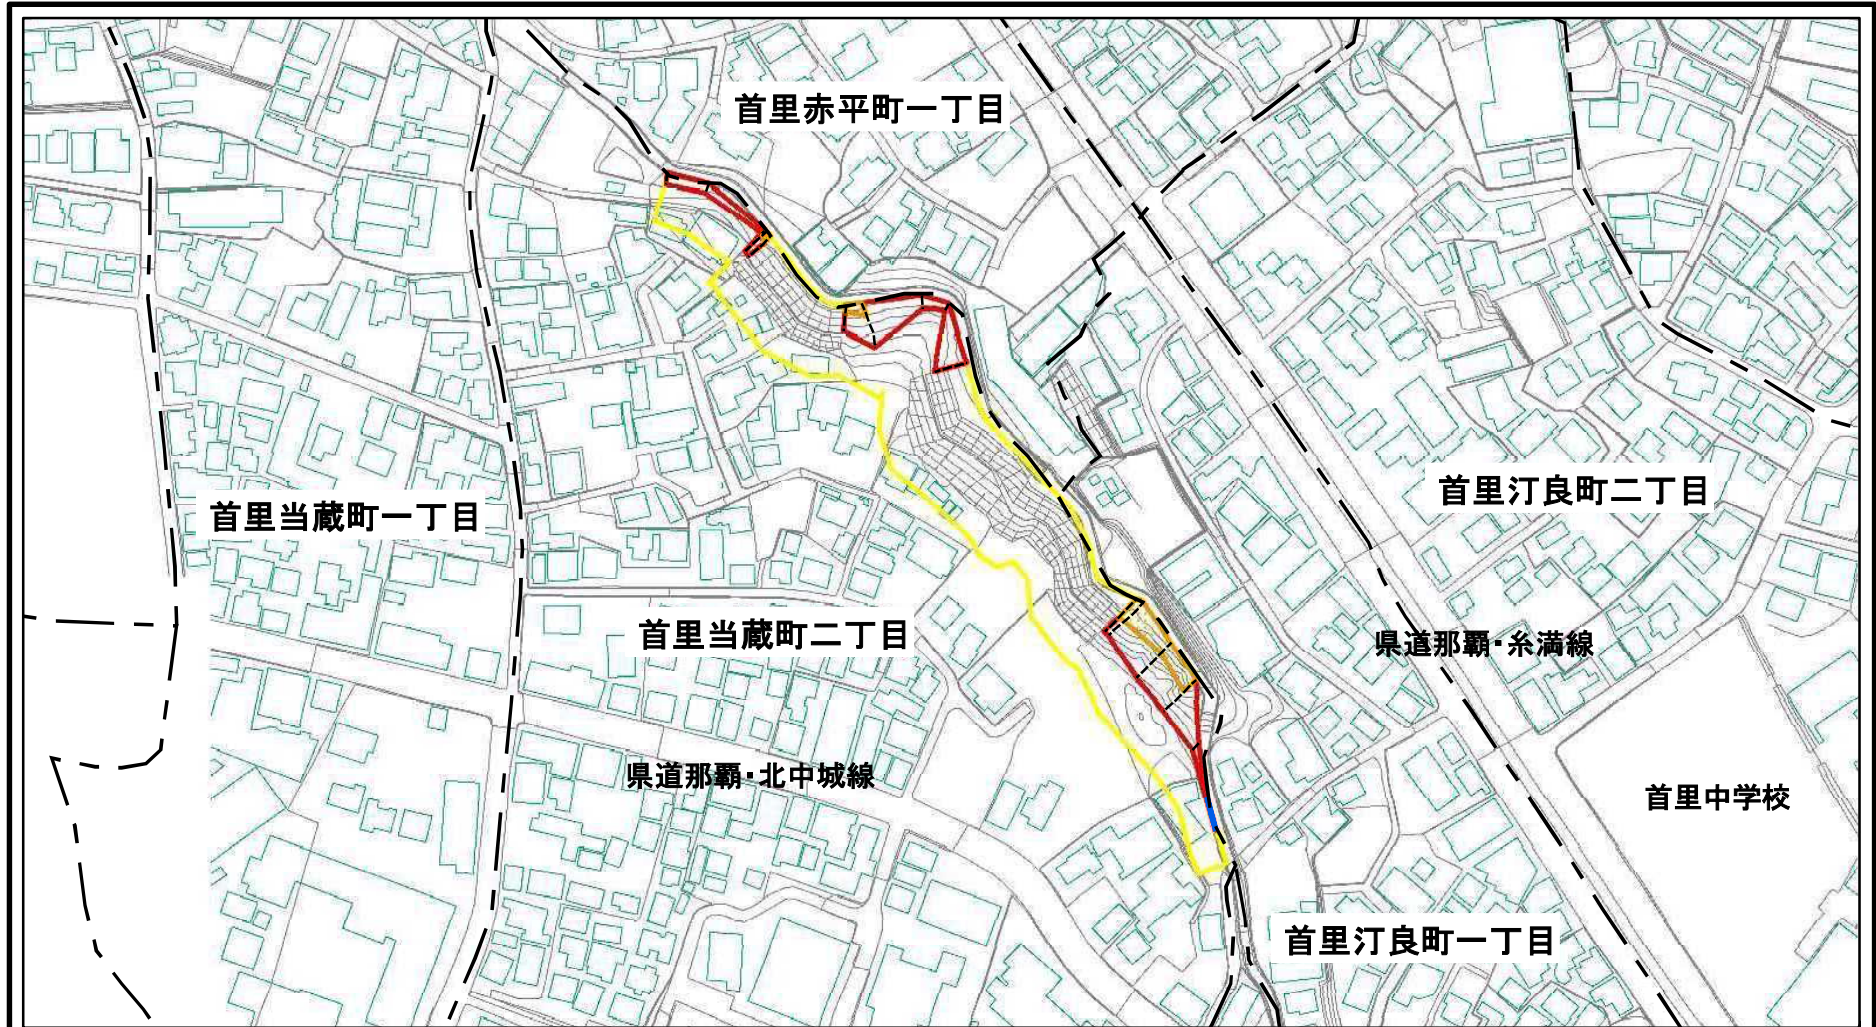 首里赤平町一丁目
首里汀良町二丁目
首里当蔵町一丁目
首里当蔵町二丁目
県道那覇・糸満線
県道那覇・北中城線
首里中学校
首里汀良町一丁目